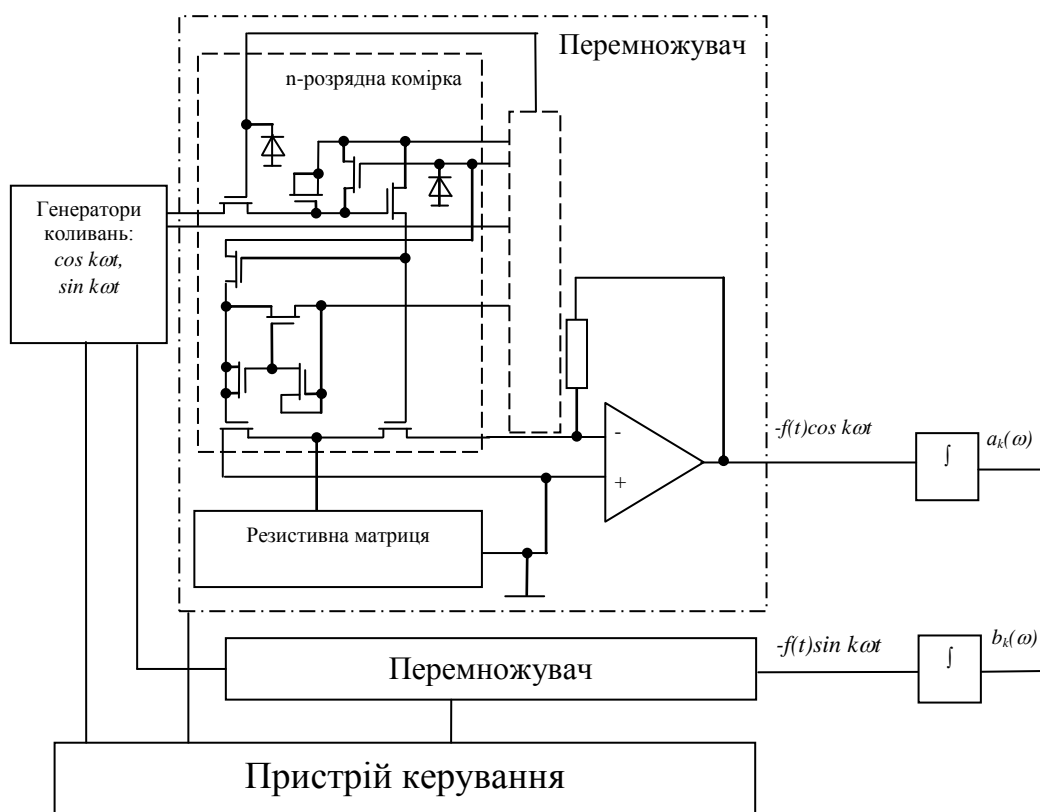 Перемножувач
n-розрядна комірка
Генератори
коливань:
cos kωt,
sin kωt
-
+
-f(t)cos kωt
∫
a_k(ω)
Резистивна матриця
-f(t)sin kωt
∫
b_k(ω)
Перемножувач
Пристрій керування